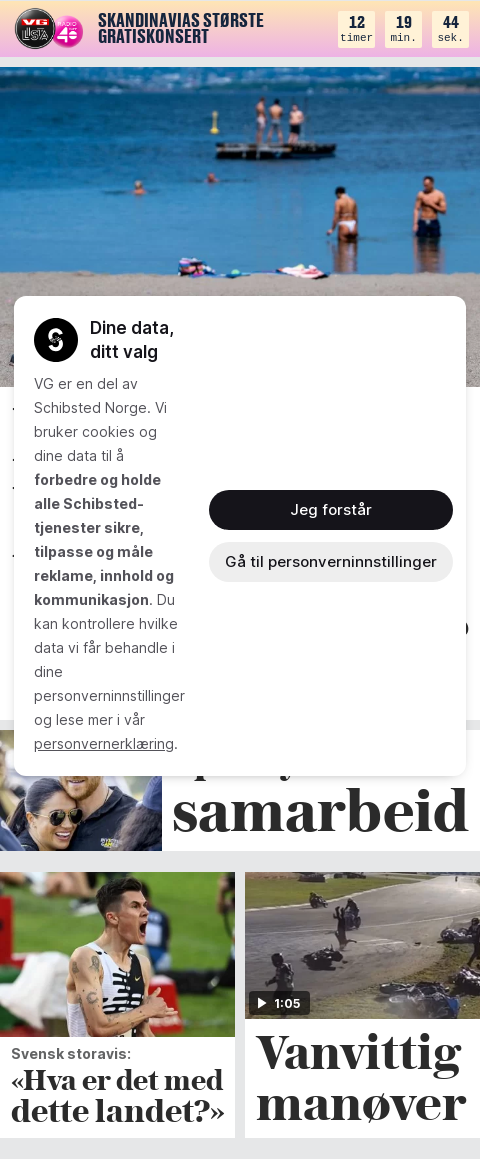 VG
LISTA
RADIO
SKANDINAVIAS STØRSTE
GRATISKONSERT
12
timer
19
min.
44
sek.
Dine data,
ditt valg
VG er en del av
Schibsted Norge. Vi
bruker cookies og
dine data til å
forbedre og holde
alle Schibsted-
tjenester sikre,
tilpasse og måle
reklame, innhold og
kommunikasjon. Du
kan kontrollere hvilke
data vi får behandle i
dine
personverninnstillinger
og lese mer i vår
personvernerklæring.
Jeg forstår
Gå til personverninnstillinger
samarbeid
1:05
Svensk storavis:
«Hva er det med
dette landet?»
Vanvittig
manøver